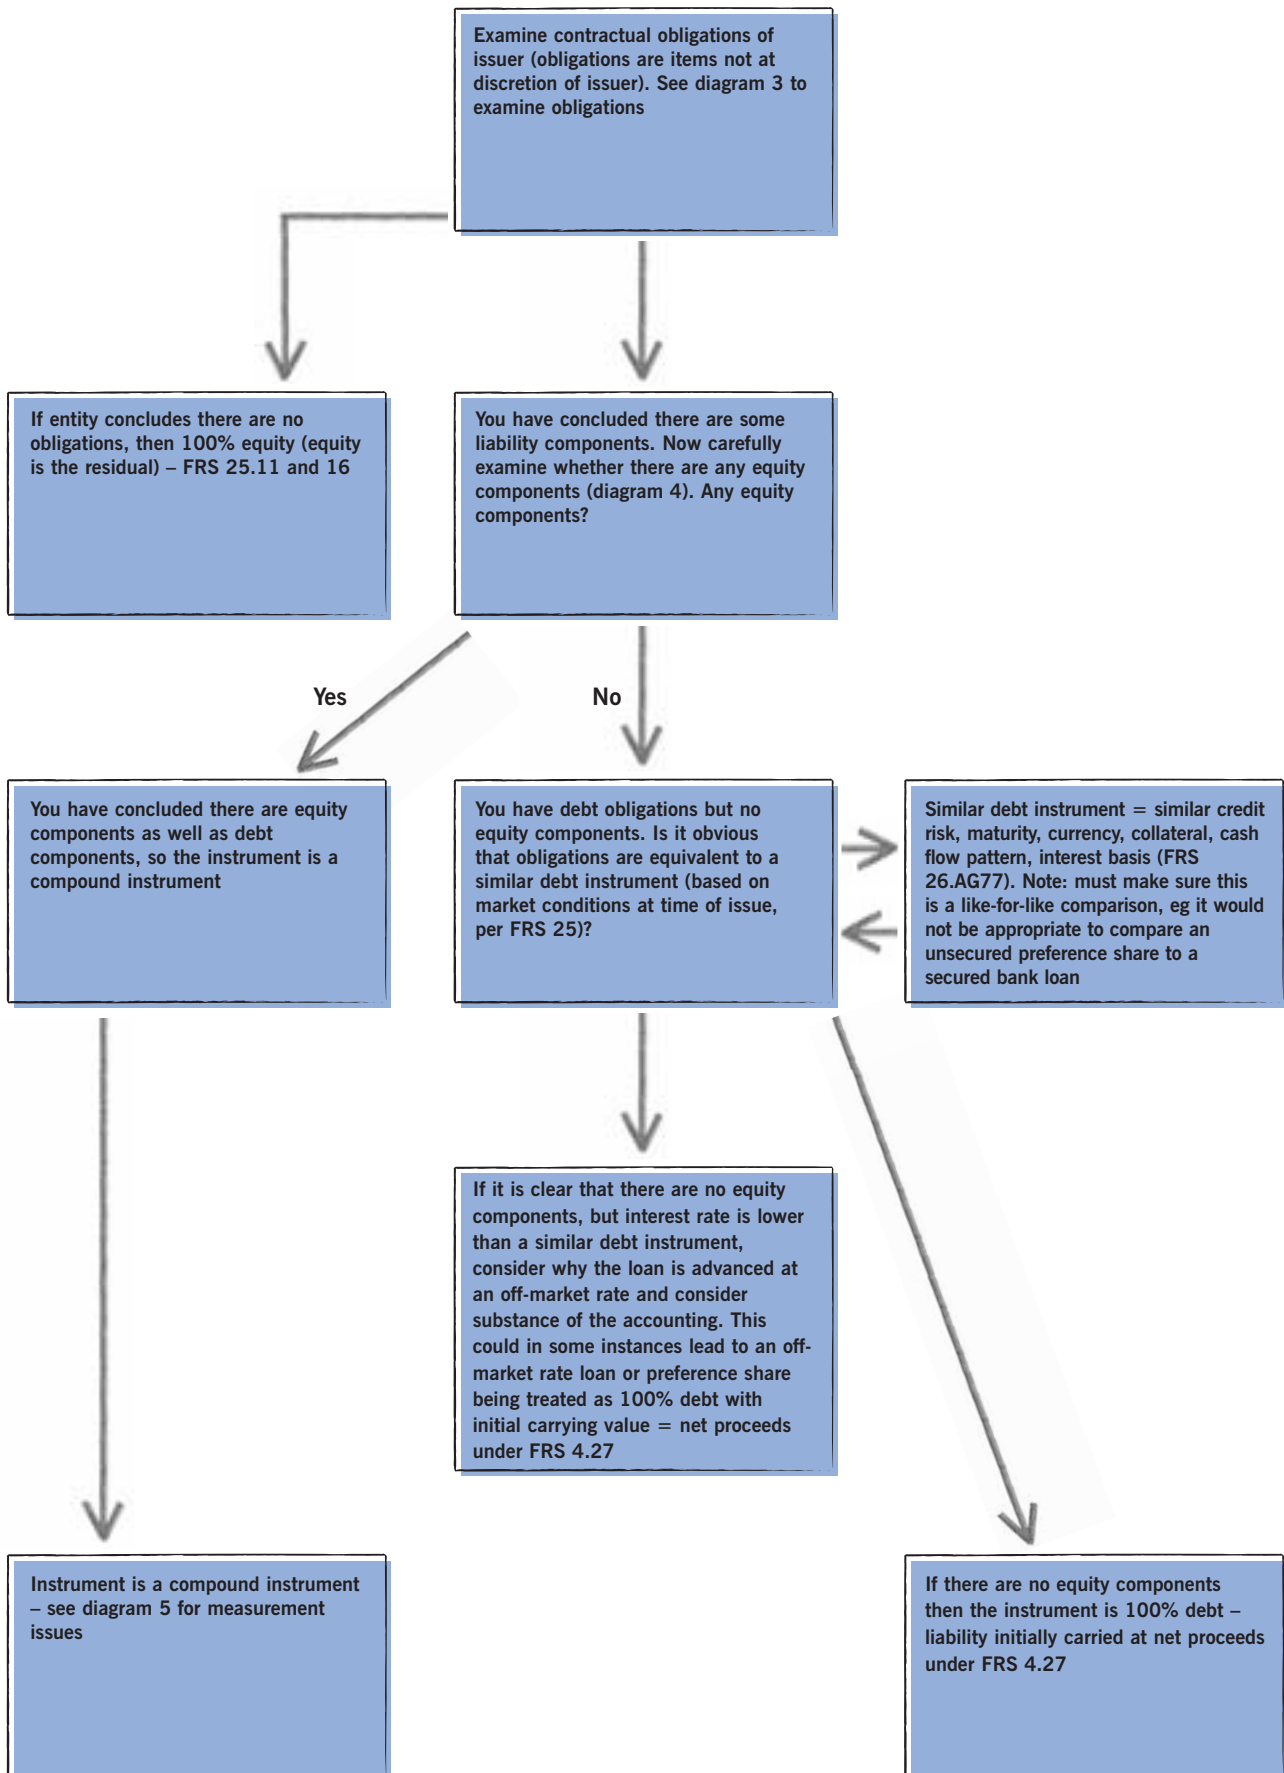 Examine contractual obligations of
issuer (obligations are items not at
discretion of issuer). See diagram 3 to
examine obligations
If entity concludes there are no
obligations, then 100% equity (equity
is the residual) – FRS 25.11 and 16
You have concluded there are some
liability components. Now carefully
examine whether there are any equity
components (diagram 4). Any equity
components?
Yes
No
You have concluded there are equity
components as well as debt
components, so the instrument is a
compound instrument
You have debt obligations but no
equity components. Is it obvious
that obligations are equivalent to a
similar debt instrument (based on
market conditions at time of issue,
per FRS 25)?
Similar debt instrument = similar credit
risk, maturity, currency, collateral, cash
flow pattern, interest basis (FRS
26.AG77). Note: must make sure this
is a like-for-like comparison, eg it would
not be appropriate to compare an
unsecured preference share to a
secured bank loan
If it is clear that there are no equity
components, but interest rate is lower
than a similar debt instrument,
consider why the loan is advanced at
an off-market rate and consider
substance of the accounting. This
could in some instances lead to an off-
market rate loan or preference share
being treated as 100% debt with
initial carrying value = net proceeds
under FRS 4.27
Instrument is a compound instrument
– see diagram 5 for measurement
issues
If there are no equity components
then the instrument is 100% debt –
liability initially carried at net proceeds
under FRS 4.27